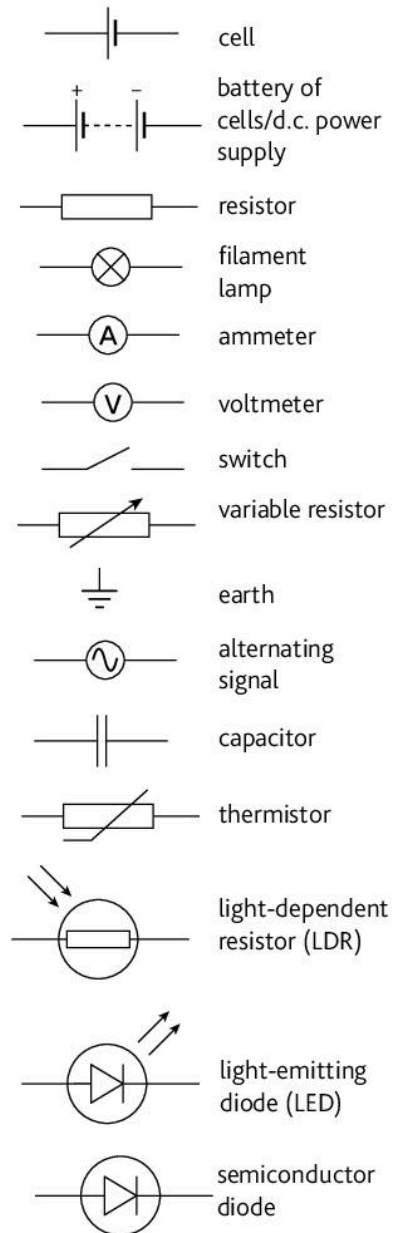 cell
+ −
battery of
cells/d.c. power
supply
resistor
filament
lamp
A
ammeter
V
voltmeter
switch
variable resistor
earth
alternating
signal
capacitor
thermistor
light-dependent
resistor (LDR)
light-emitting
diode (LED)
semiconductor
diode